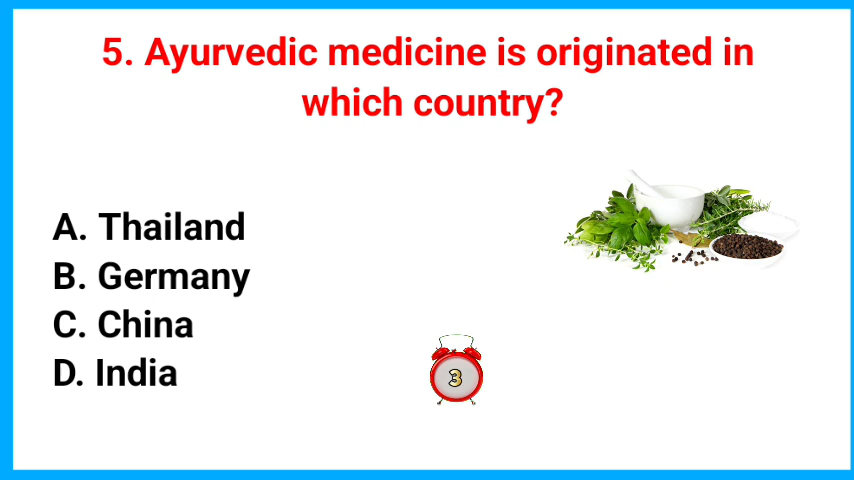 5. Ayurvedic medicine is originated in
which country?
A. Thailand
B. Germany
C. China
D. India
3